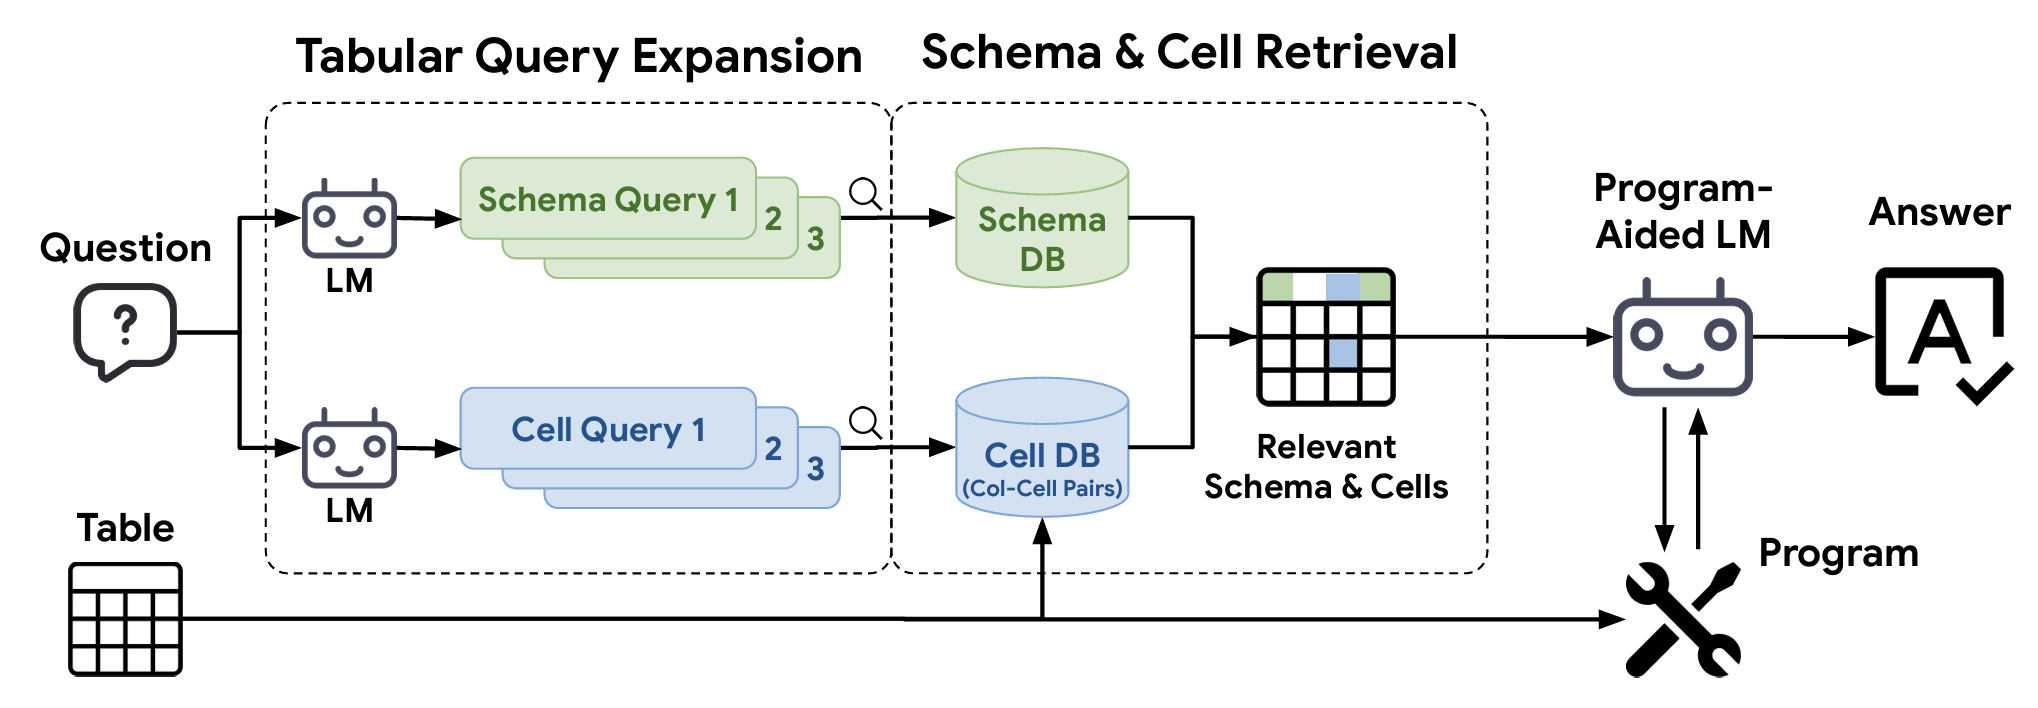 Tabular Query Expansion
Schema & Cell Retrieval
Question
?
LM
Schema Query 1
2
3
Schema
DB
LM
Cell Query 1
2
3
Cell DB
(Col-Cell Pairs)
Relevant
Schema & Cells
Program-
Aided LM
Answer
A
Table
Program